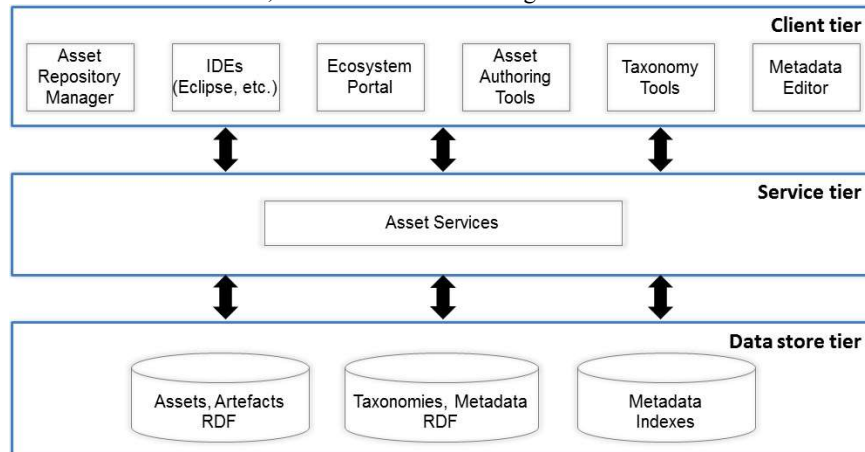 Client tier
Asset
Repository
Manager
IDEs
(Eclipse, etc.)
Ecosystem
Portal
Asset
Authoring
Tools
Taxonomy
Tools
Metadata
Editor
Service tier
Asset Services
Data store tier
Assets, Artefacts
RDF
Taxonomies, Metadata
RDF
Metadata
Indexes